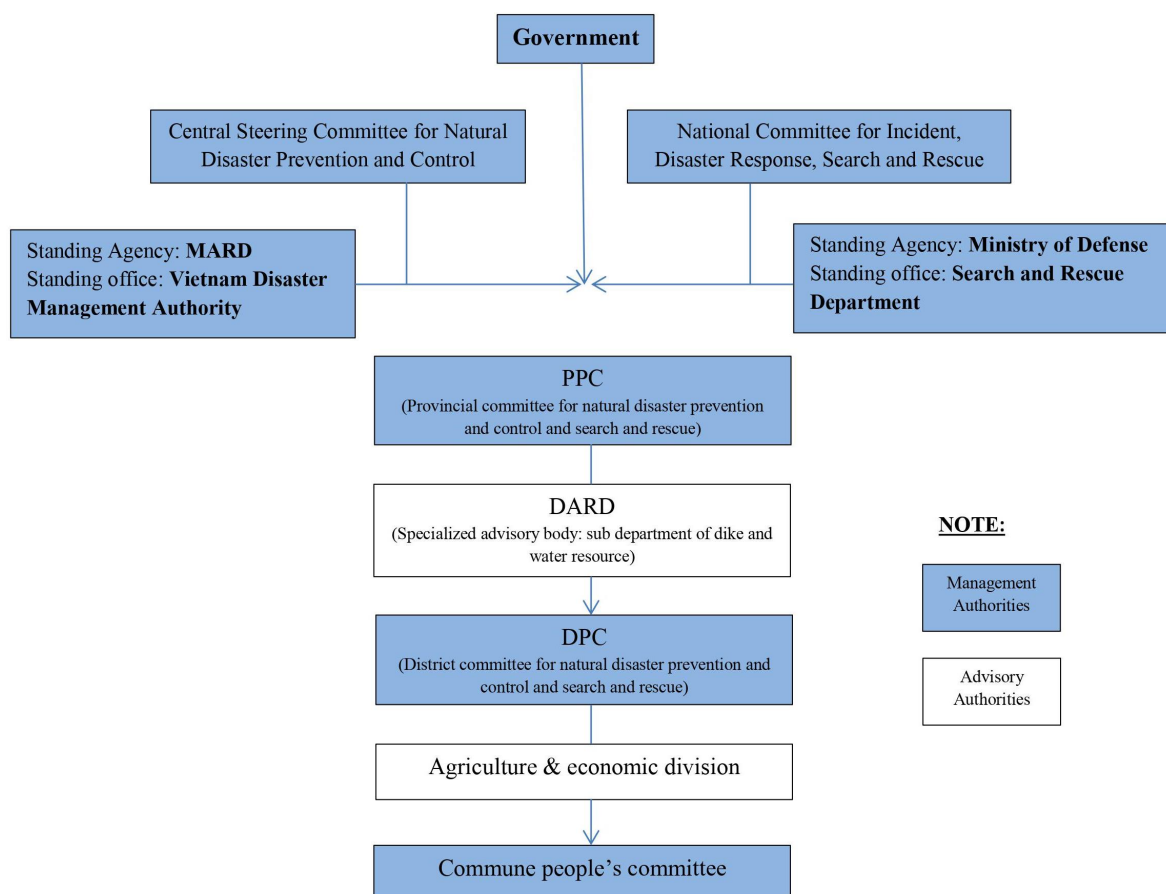 Government
Central Steering Committee for Natural
Disaster Prevention and Control
National Committee for Incident,
Disaster Response, Search and Rescue
Standing Agency: MARD
Standing office: Vietnam Disaster
Management Authority
Standing Agency: Ministry of Defense
Standing office: Search and Rescue
Department
PPC
(Provincial committee for natural disaster prevention
and control and search and rescue)
DARD
(Specialized advisory body: sub department of dike and
water resource)
NOTE:
Management
Authorities
DPC
(District committee for natural disaster prevention and
control and search and rescue)
Advisory
Authorities
Agriculture & economic division
Commune people’s committee